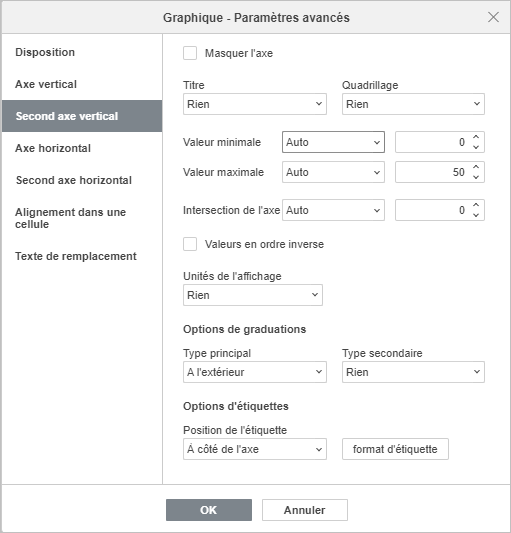 Graphique - Paramètres avancés
Disposition
Axe vertical
Second axe vertical
Axe horizontal
Second axe horizontal
Alignement dans une
cellule
Texte de remplacement
Masquer l'axe
Titre Quadrillage
Rien Rien
Valeur minimale Auto 0
Valeur maximale Auto 50
Intersection de l'axe Auto 0
Valeurs en ordre inverse
Unités de l'affichage
Rien
Options de graduations
Type principal Type secondaire
A l'extérieur Rien
Options d'étiquettes
Position de l'étiquette
À côté de l'axe format d'étiquette
OK Annuler